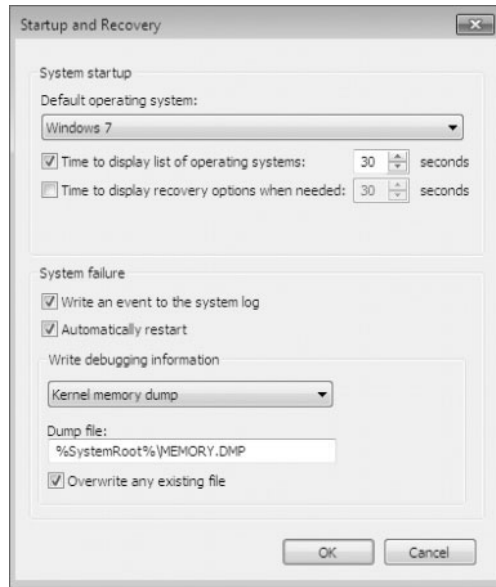 Startup and Recovery
System startup
Default operating system:
Windows 7
Time to display list of operating systems: 30 seconds
Time to display recovery options when needed: 30 seconds
System failure
Write an event to the system log
Automatically restart
Write debugging information
Kernel memory dump
Dump file:
%SystemRoot%\MEMORY.DMP
Overwrite any existing file
OK Cancel